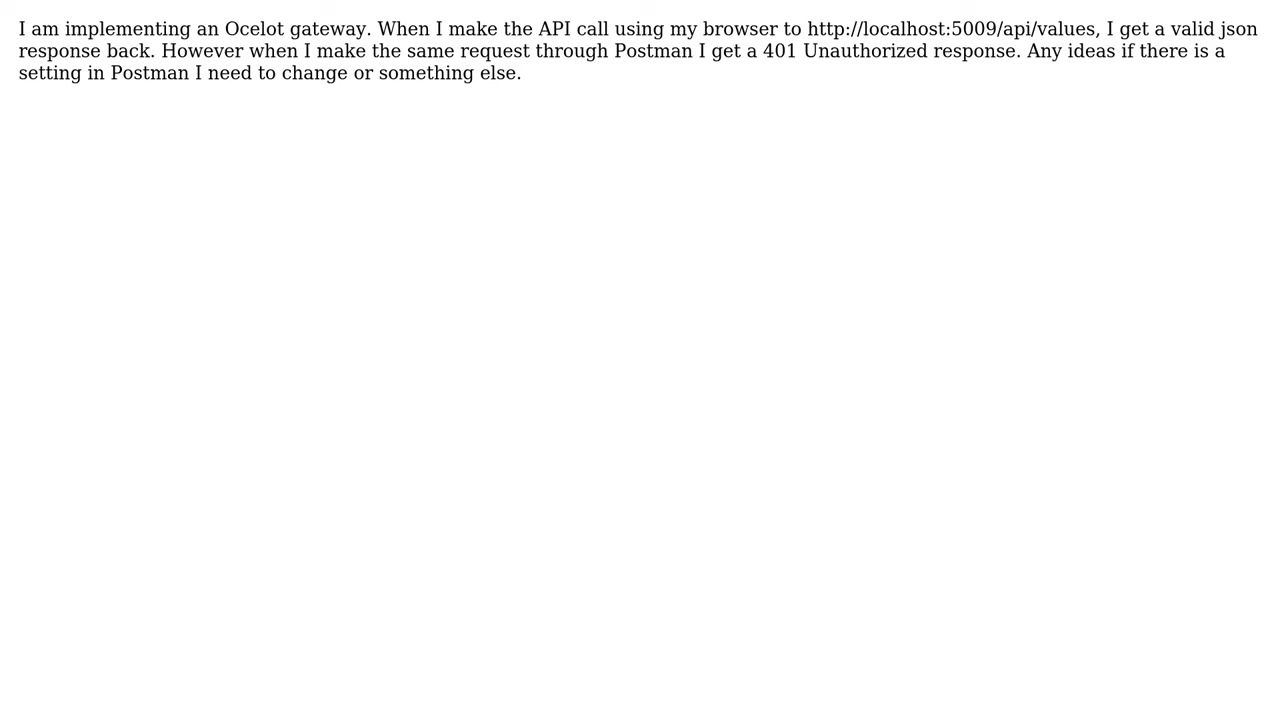 I am implementing an Ocelot gateway. When I make the API call using my browser to http://localhost:5009/api/values, I get a valid json
response back. However when I make the same request through Postman I get a 401 Unauthorized response. Any ideas if there is a
setting in Postman I need to change or something else.